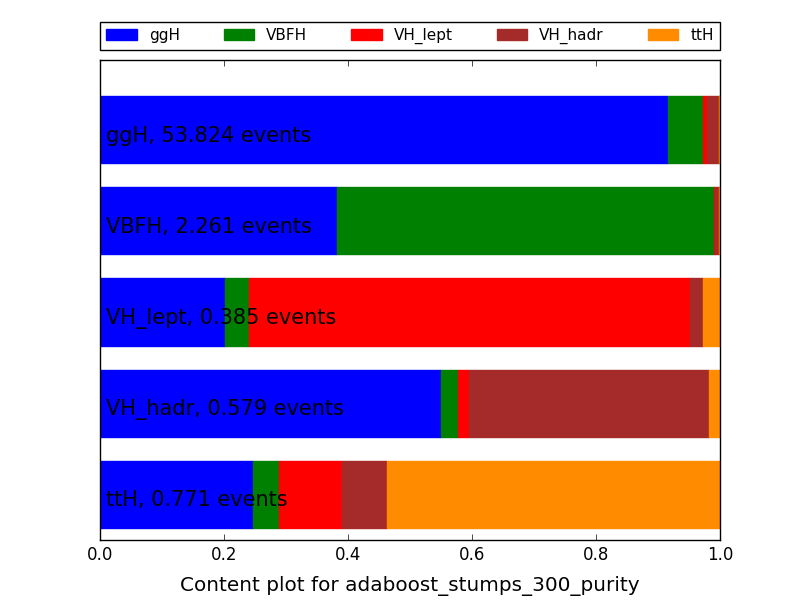 ggH VBFH VH_lept VH_hadr ttH
ggH, 53.824 events
VBFH, 2.261 events
VH_lept, 0.385 events
VH_hadr, 0.579 events
ttH, 0.771 events
0.0 0.2 0.4 0.6 0.8 1.0
Content plot for adaboost_stumps_300_purity